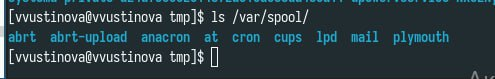 [vvustinova@vvustinova tmp]$ ls /var/spool/
abrt abrt-upload anacron at cron cups lpd mail plymouth
[vvustinova@vvustinova tmp]$